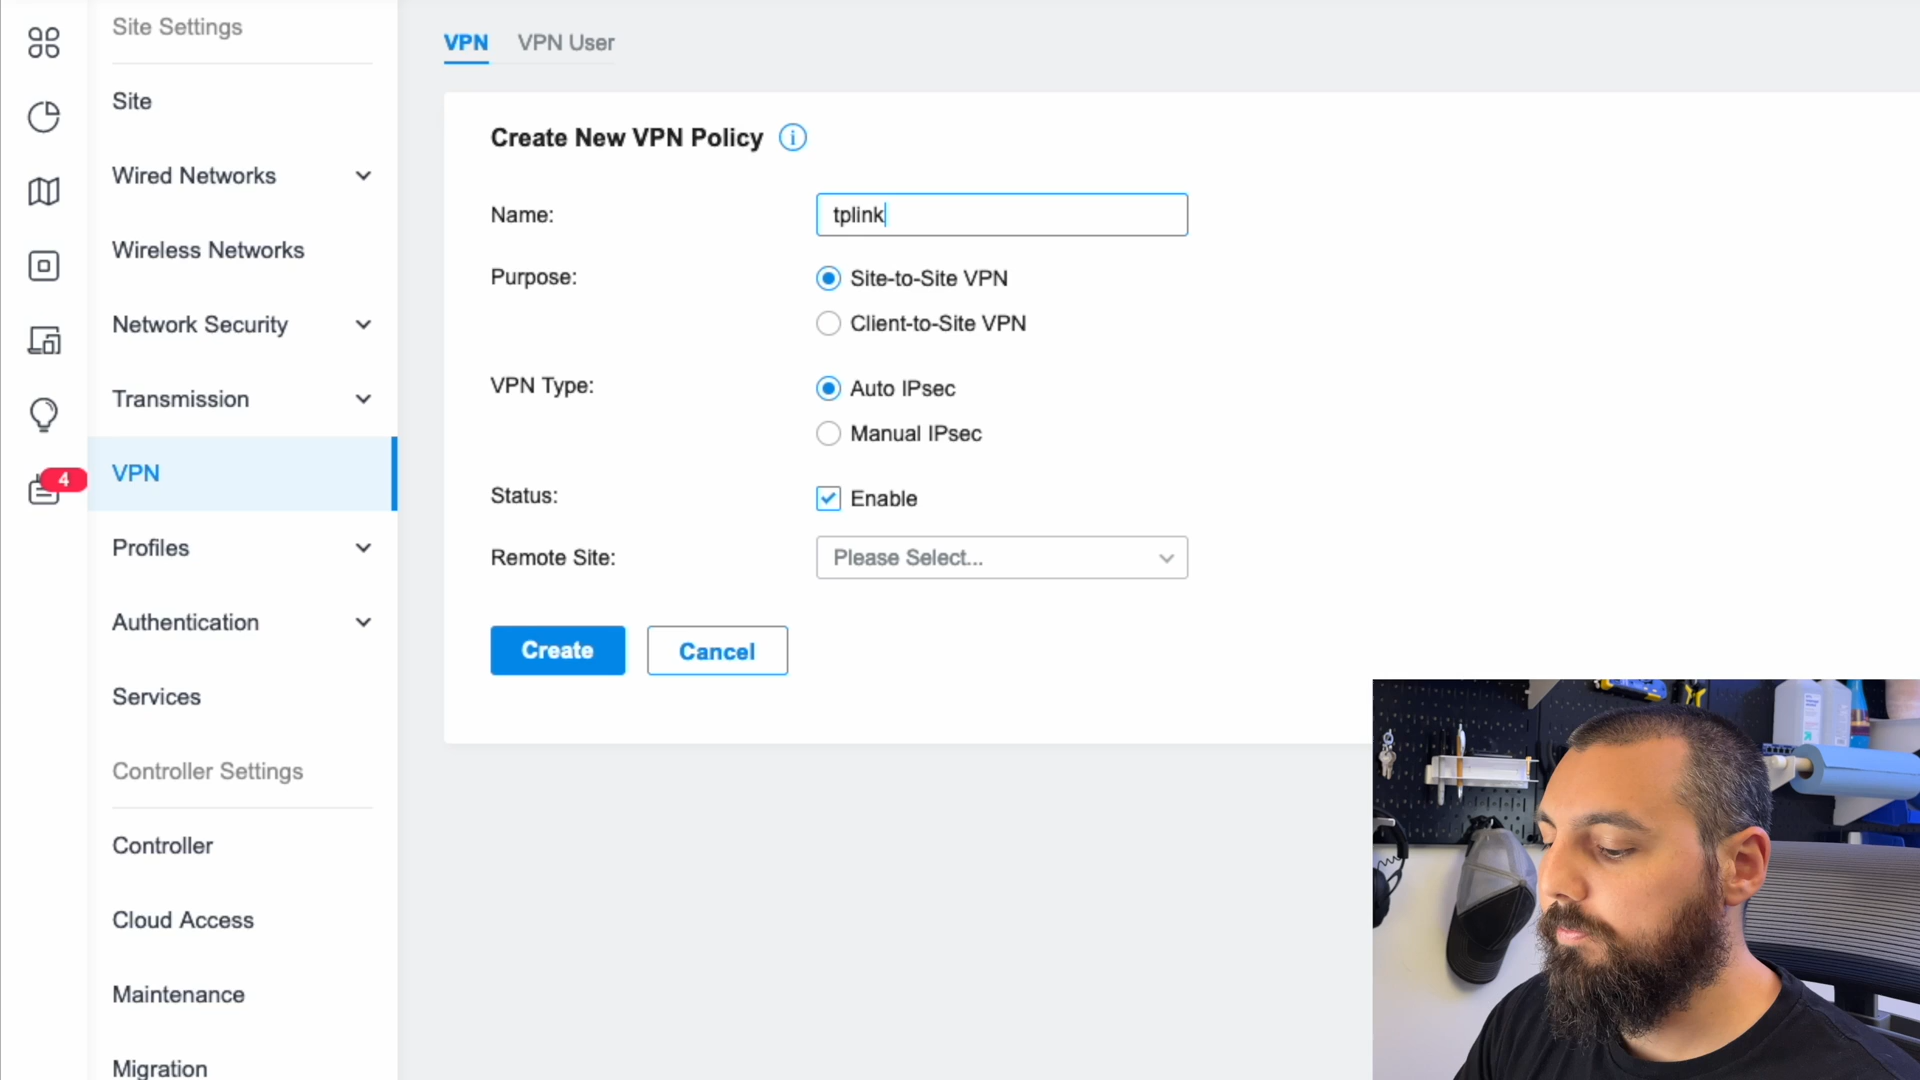 Site Settings
Site
Wired Networks
Wireless Networks
Network Security
Transmission
VPN
4
Profiles
Authentication
Services
Controller Settings
Controller
Cloud Access
Maintenance
Migration
VPN
VPN User
Create New VPN Policy
Name:
tplink
Purpose:
Site-to-Site VPN
Client-to-Site VPN
VPN Type:
Auto IPsec
Manual IPsec
Status:
Enable
Remote Site:
Please Select...
Create
Cancel